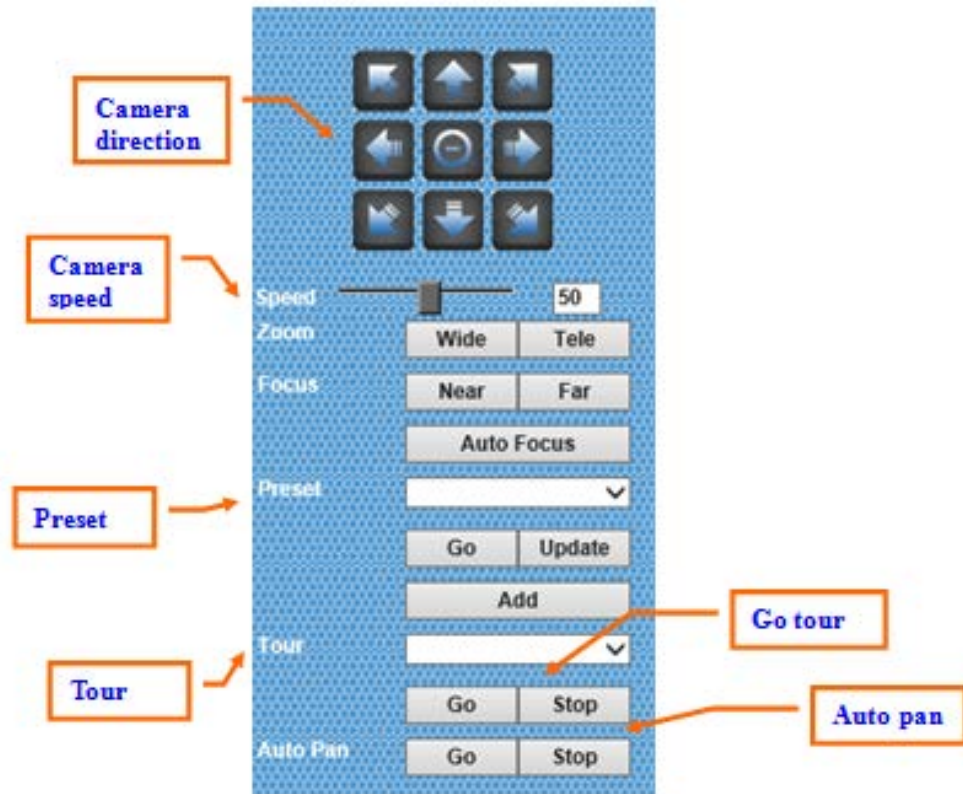 Camera
direction
Camera
speed
Speed 50
Zoom Wide Tele
Focus Near Far
Auto Focus
Preset
Preset
Go Update
Add
Go tour
Tour
Tour
Go Stop
Auto pan
Auto Pan Go Stop